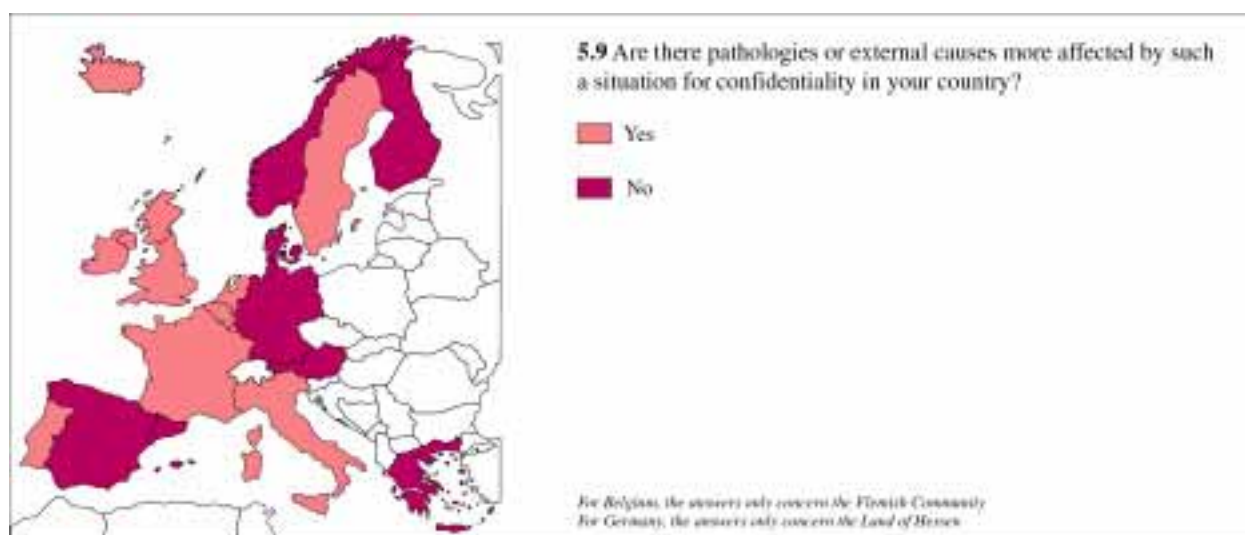 5.9 Are there pathologies or external causes more affected by such
a situation for confidentiality in your country?
Yes
No
For Belgium, the answers only concern the Flemish Community
For Germany, the answers only concern the Land of Hessen